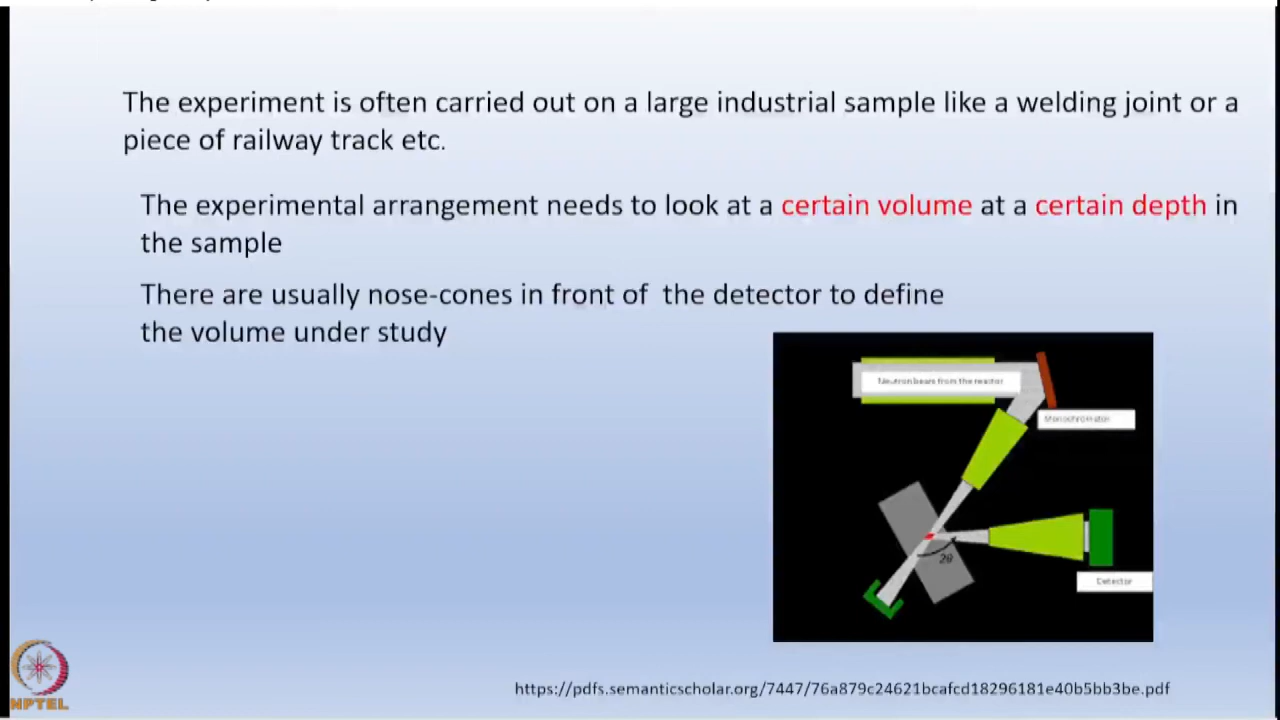 The experiment is often carried out on a large industrial sample like a welding joint or a
piece of railway track etc.
The experimental arrangement needs to look at a certain volume at a certain depth in
the sample
There are usually nose-cones in front of the detector to define
the volume under study
Neutron beam from the reactor
Monochromator
2θ
Detector
NPTEL
https://pdfs.semanticscholar.org/7447/76a879c24621bcafcd18296181e40b5bb3be.pdf